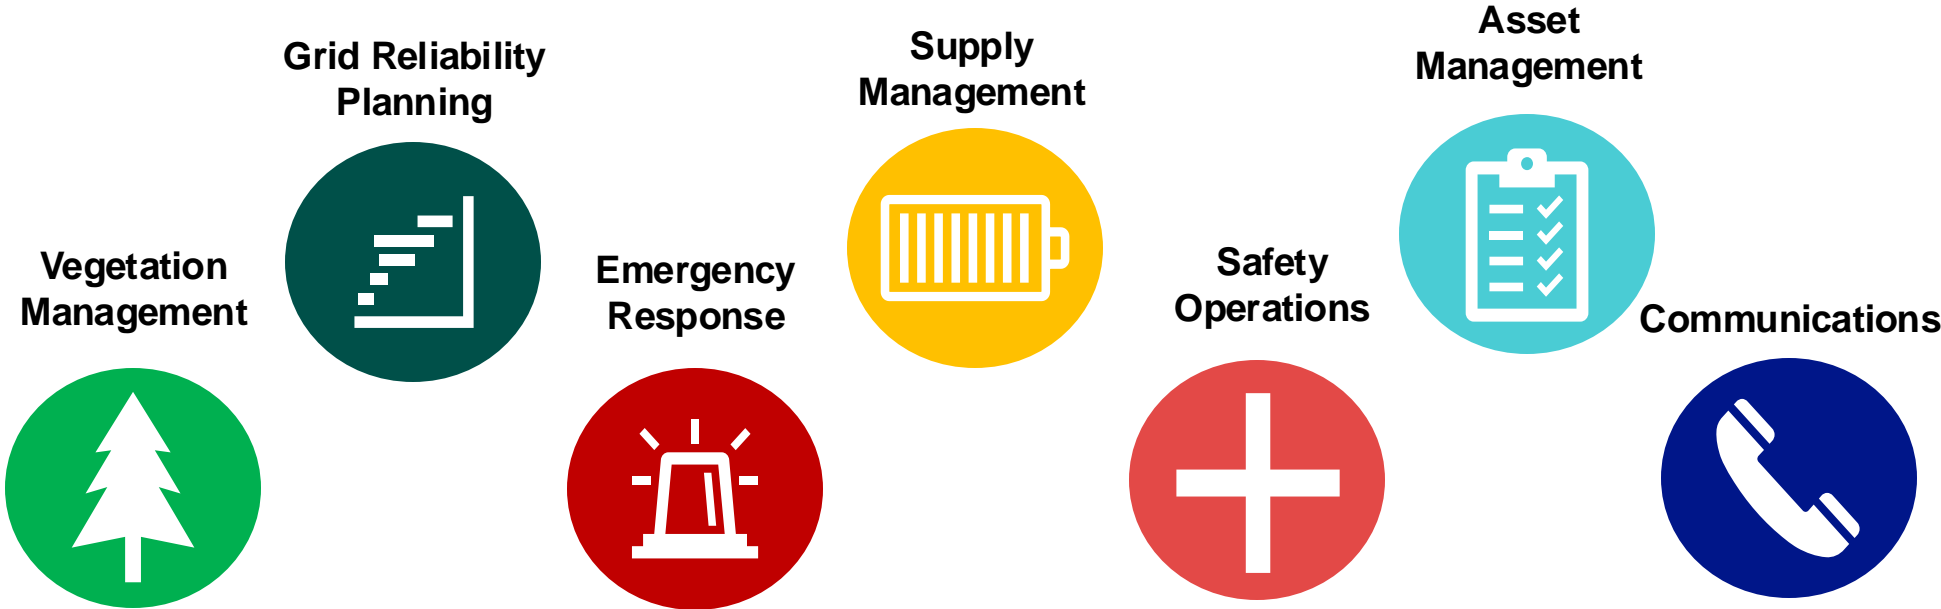 Vegetation
Management
Grid Reliability
Planning
Emergency
Response
Supply
Management
Safety
Operations
Asset
Management
Communications